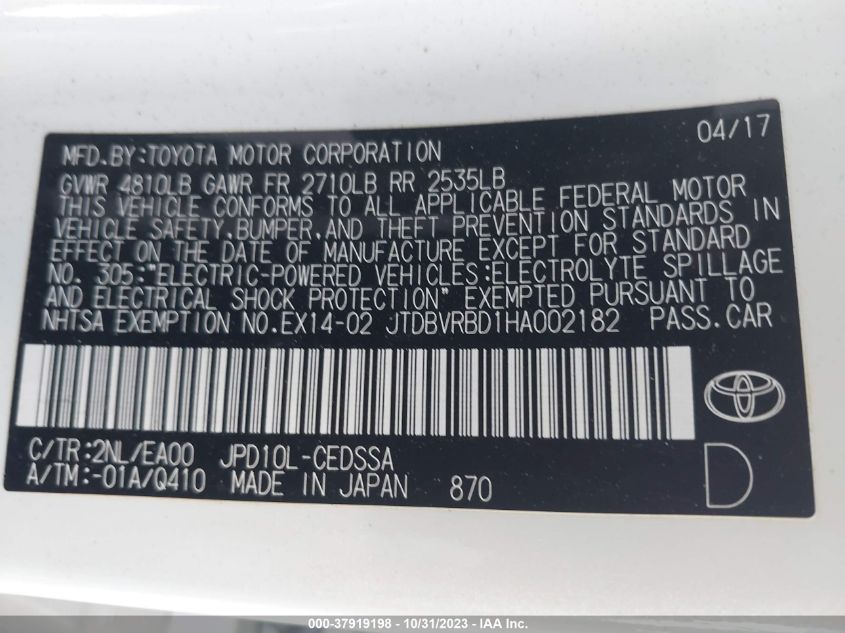 04/17
MFD.BY:TOYOTA MOTOR CORPORATION
GVWR 4810LB GAWR FR 2710LB RR 2535LB
THIS VEHICLE CONFORMS TO ALL APPLICABLE FEDERAL MOTOR
VEHICLE SAFETY,BUMPER,AND THEFT PREVENTION STANDARDS IN
EFFECT ON THE DATE OF MANUFACTURE EXCEPT FOR STANDARD
NO. 305:"ELECTRIC-POWERED VEHICLES:ELECTROLYTE SPILLAGE
AND ELECTRICAL SHOCK PROTECTION" EXEMPTED PURSUANT TO
NHTSA EXEMPTION NO.EX14-02 JTDBVRBD1HA002182 PASS.CAR
C/TR:2NL/EA00 JPD10L-CEDSSA
A/TM:-01A/Q410 MADE IN JAPAN 870
D
000-37919198 - 10/31/2023 - IAA Inc.